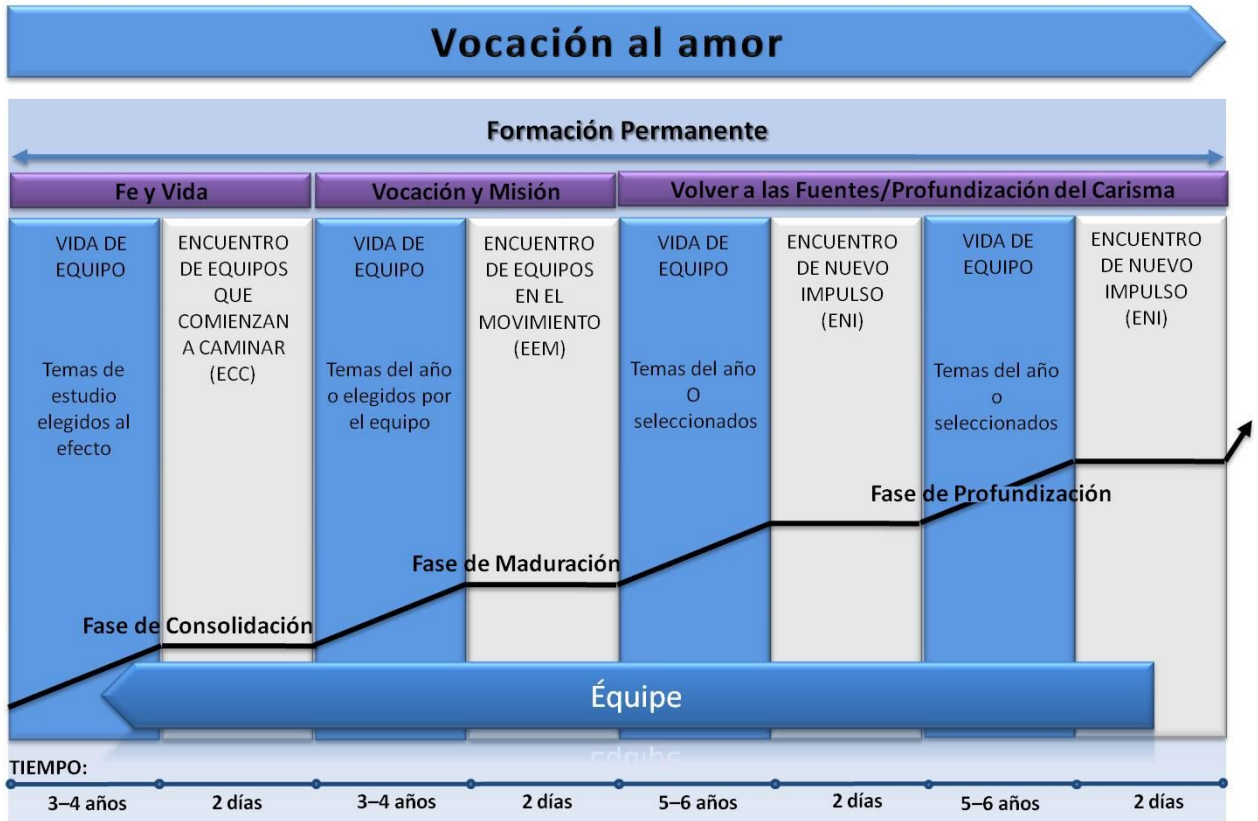 Vocación al amor
Formación Permanente
Fe y Vida
Vocación y Misión
Volver a las Fuentes/Profundización del Carisma
VIDA DE
EQUIPO
Temas de
estudio
elegidos al
efecto
ENCUENTRO
DE EQUIPOS
QUE
COMIENZAN
A CAMINAR
(ECC)
VIDA DE
EQUIPO
Temas del año
o elegidos por
el equipo
ENCUENTRO
DE EQUIPOS
EN EL
MOVIMIENTO
(EEM)
VIDA DE
EQUIPO
Temas del año
O
seleccionados
ENCUENTRO
DE NUEVO
IMPULSO
(ENI)
VIDA DE
EQUIPO
Temas del año
o
seleccionados
ENCUENTRO
DE NUEVO
IMPULSO
(ENI)
Fase de Profundización
Fase de Maduración
Fase de Consolidación
Équipe
TIEMPO:
3–4 años
2 días
3–4 años
2 días
5–6 años
2 días
5–6 años
2 días